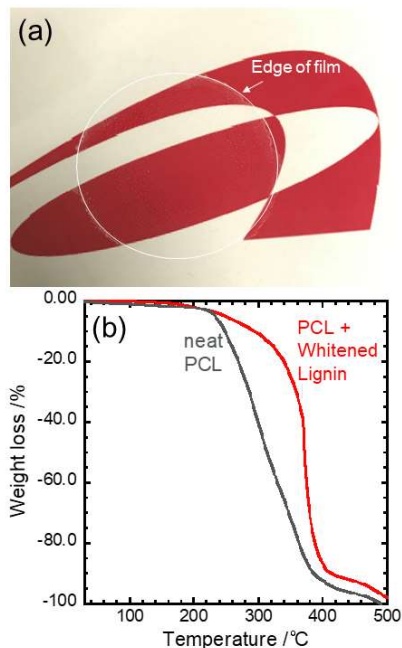 (a)
Edge of film
0.00
(b)
neat
PCL
PCL +
Whitened
Lignin
-20.0
-40.0
-60.0
-80.0
-100
Weight loss /%
100 200 300 400 500
Temperature /℃